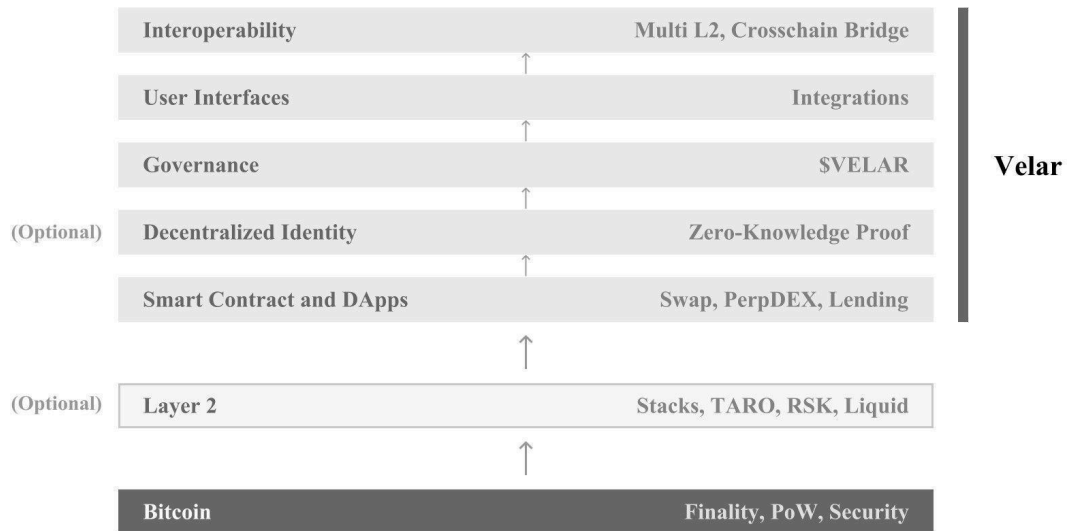 Interoperability Multi L2, Crosschain Bridge
User Interfaces Integrations
Governance $VELAR
Velar
(Optional) Decentralized Identity Zero-Knowledge Proof
Smart Contract and DApps Swap, PerpDEX, Lending
(Optional) Layer 2 Stacks, TARO, RSK, Liquid
Bitcoin Finality, PoW, Security